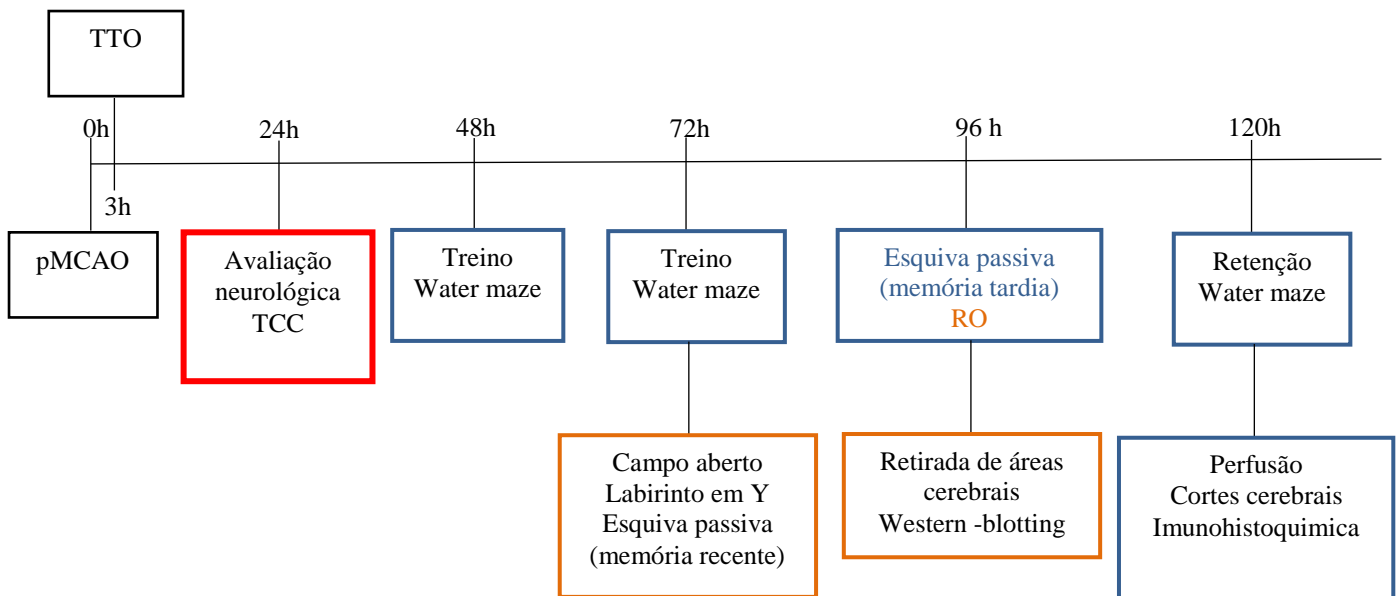 TTO
0h
24h
48h
72h
96 h
120h
3h
pMCAO
Avaliação
neurológica
TCC
Treino
Water maze
Treino
Water maze
Esquiva passiva
(memória tardia)
RO
Retenção
Water maze
Campo aberto
Labirinto em Y
Esquiva passiva
(memória recente)
Retirada de áreas
cerebrais
Western -blotting
Perfusão
Cortes cerebrais
Imunohistoquimica